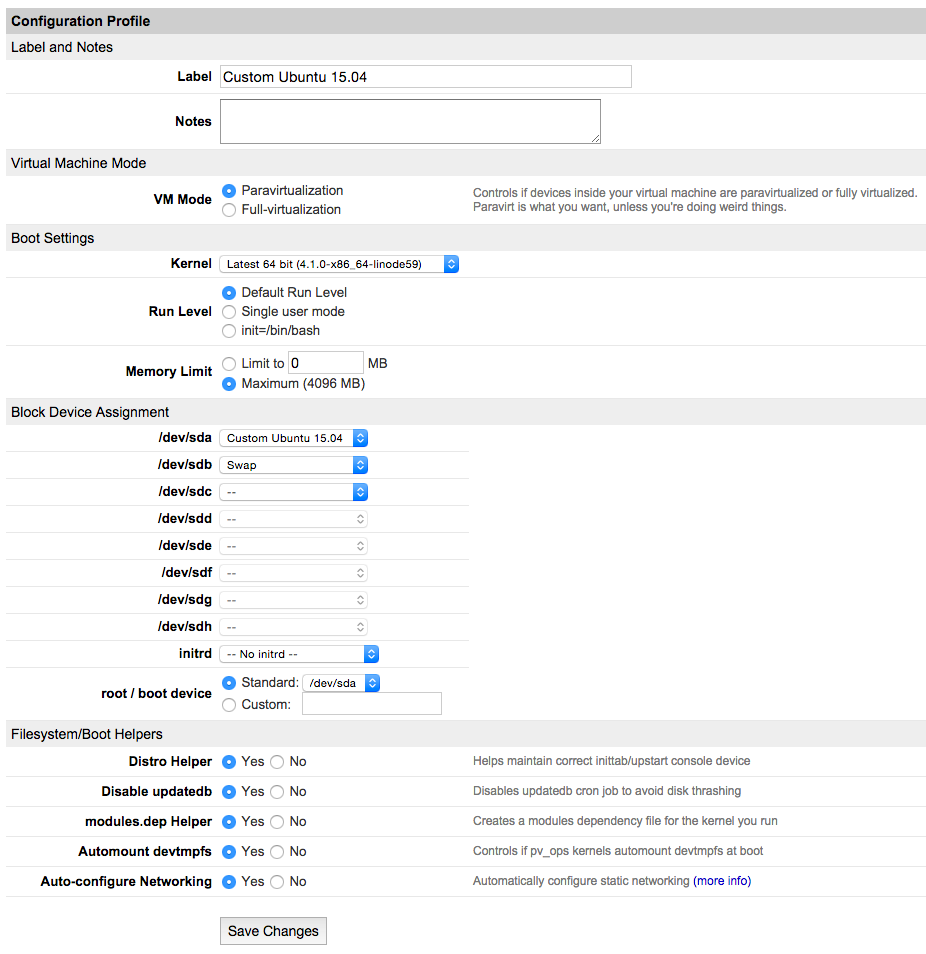 Configuration Profile
Label and Notes
Label Custom Ubuntu 15.04
Notes
Virtual Machine Mode
VM Mode Paravirtualization Controls if devices inside your virtual machine are paravirtualized or fully virtualized.
Full-virtualization Paravirt is what you want, unless you're doing weird things.
Boot Settings
Kernel Latest 64 bit (4.1.0-x86_64-linode59)
Default Run Level
Run Level Single user mode
init=/bin/bash
Limit to 0 MB
Memory Limit
Maximum (4096 MB)
Block Device Assignment
/dev/sda Custom Ubuntu 15.04
/dev/sdb Swap
/dev/sdc --
/dev/sdd --
/dev/sde --
/dev/sdf --
/dev/sdg --
/dev/sdh --
initrd -- No initrd --
Standard: /dev/sda
root / boot device
Custom:
Filesystem/Boot Helpers
Distro Helper Yes No Helps maintain correct inittab/upstart console device
Disable updatedb Yes No Disables updatedb cron job to avoid disk thrashing
modules.dep Helper Yes No Creates a modules dependency file for the kernel you run
Automount devtmpfs Yes No Controls if pv_ops kernels automount devtmpfs at boot
Auto-configure Networking Yes No Automatically configure static networking (more info)
Save Changes